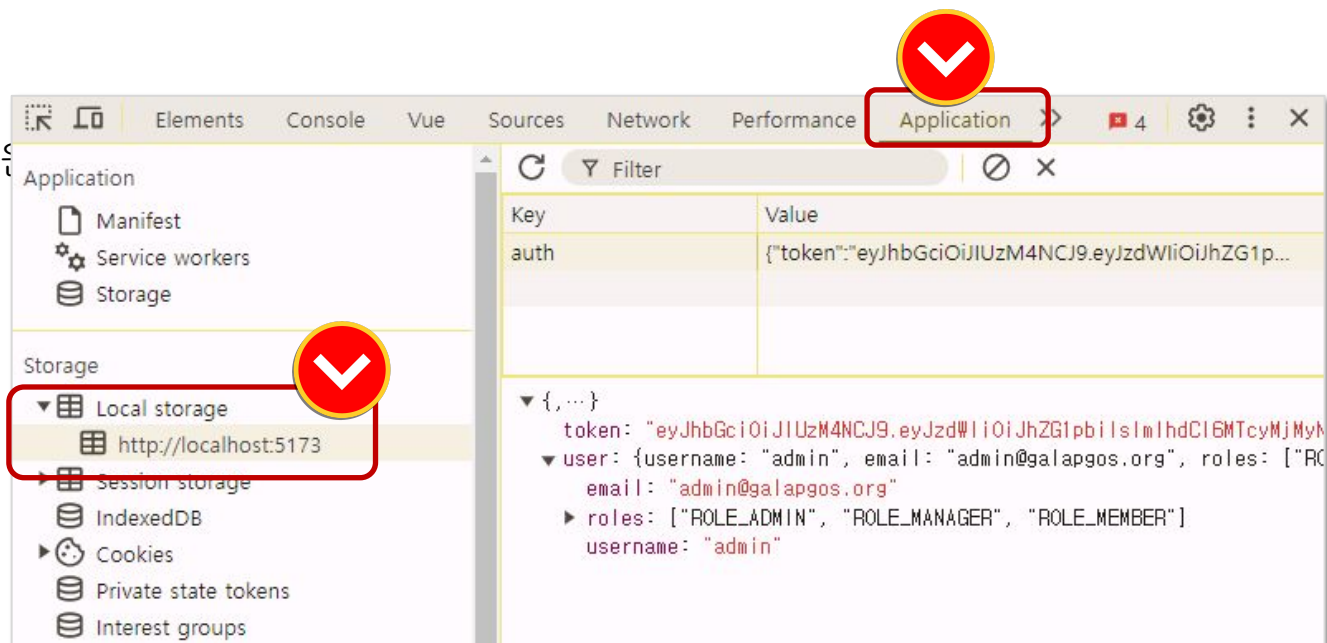 Elements Console Vue Sources Network Performance Application 4
Application
Manifest
Service workers
Storage
Storage
Local storage
http://localhost:5173
Session storage
IndexedDB
Cookies
Private state tokens
Interest groups
Filter
Key Value
auth {"token":"eyJhbGciOiJIUzM4NCJ9.eyJzdWIiOiJhZG1p...
{,…}
token: "eyJhbGciOiJIUzM4NCJ9.eyJzdWIiOiJhZG1pbiIsImlhdCI6MTcyMjMyN
user: {username: "admin", email: "admin@galapgos.org", roles: ["RO
email: "admin@galapgos.org"
roles: ["ROLE_ADMIN", "ROLE_MANAGER", "ROLE_MEMBER"]
username: "admin"